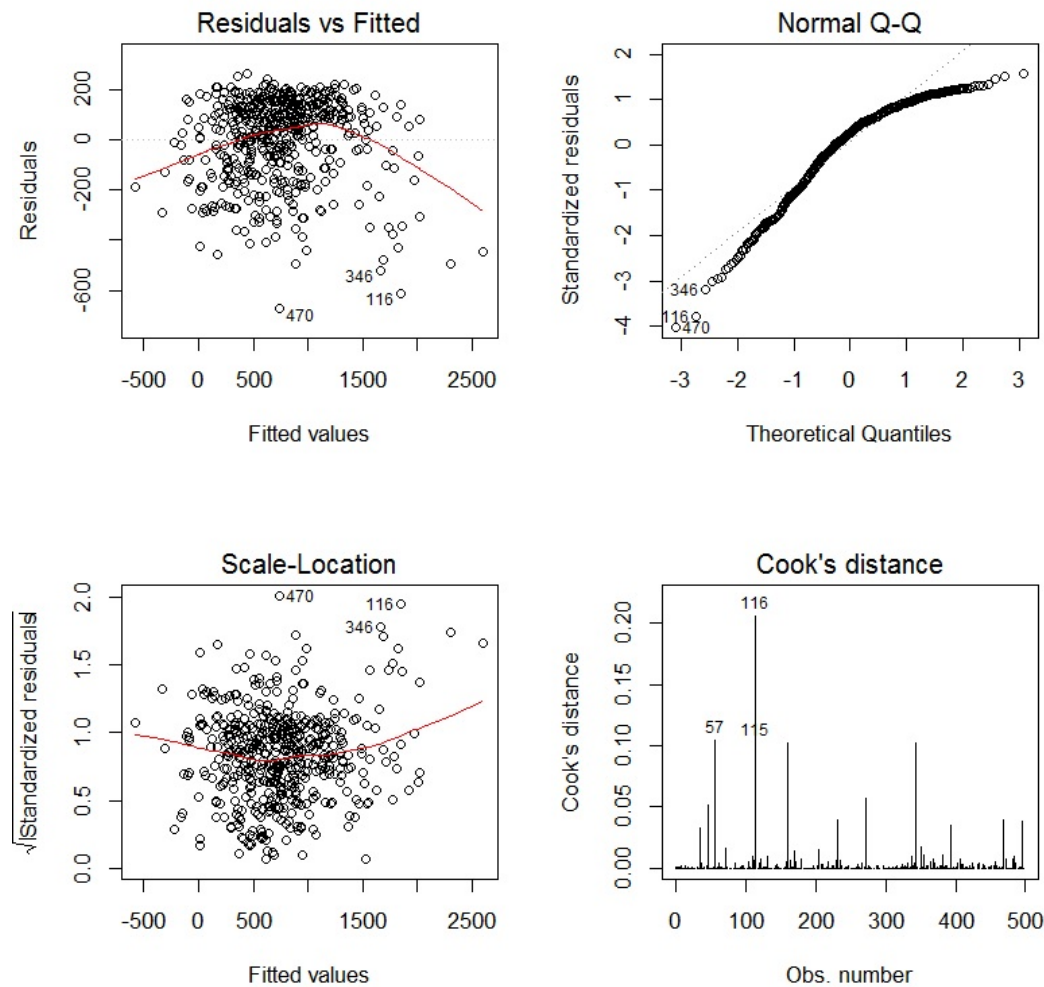 Residuals vs Fitted
Residuals
200
0
-200
-600
346
116
470
-500 0 500 1500 2500
Fitted values
Normal Q-Q
Standardized residuals
2
1
0
-1
-2
-3
-4
346
116
470
-3 -2 -1 0 1 2 3
Theoretical Quantiles
Scale-Location
√|Standardized residuals|
2.0
1.5
1.0
0.5
0.0
470
116
346
-500 0 500 1500 2500
Fitted values
Cook's distance
Cook's distance
0.20
0.15
0.10
0.05
0.00
116
57
115
0 100 200 300 400 500
Obs. number